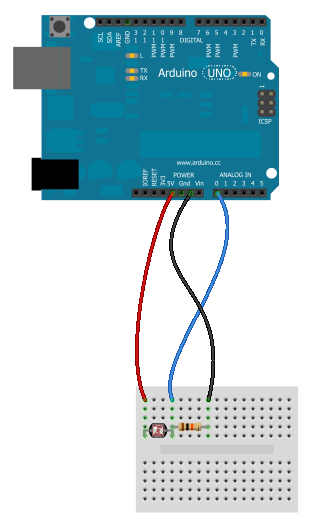 SCL
SDA
AREF
GND
13
12
PWM 11
PWM 10
PWM 9
8
7
PWM 6
PWM 5
4
PWM 3
2
TX 1
RX 0
DIGITAL
L
TX
RX
Arduino UNO
ON
1
ICSP
www.arduino.cc
POWER
ANALOG IN
IOREF
RESET
3V3
5V
Gnd
Vin
0 1 2 3 4 5